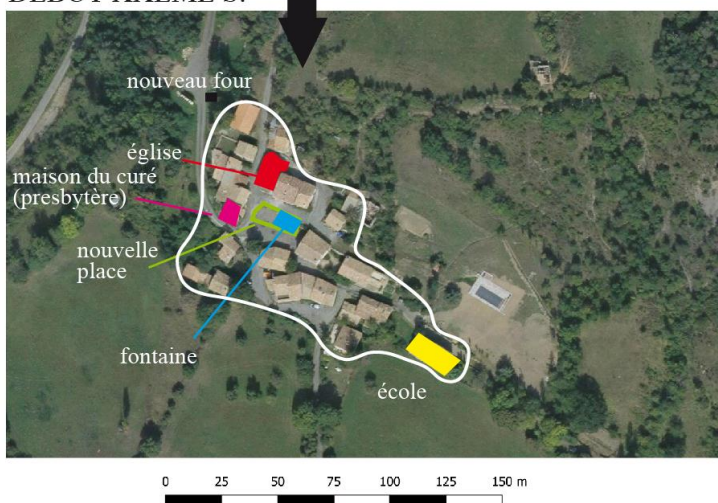 nouveau four
église
maison du curé
(presbytère)
nouvelle
place
fontaine
école
0 25 50 75 100 125 150 m